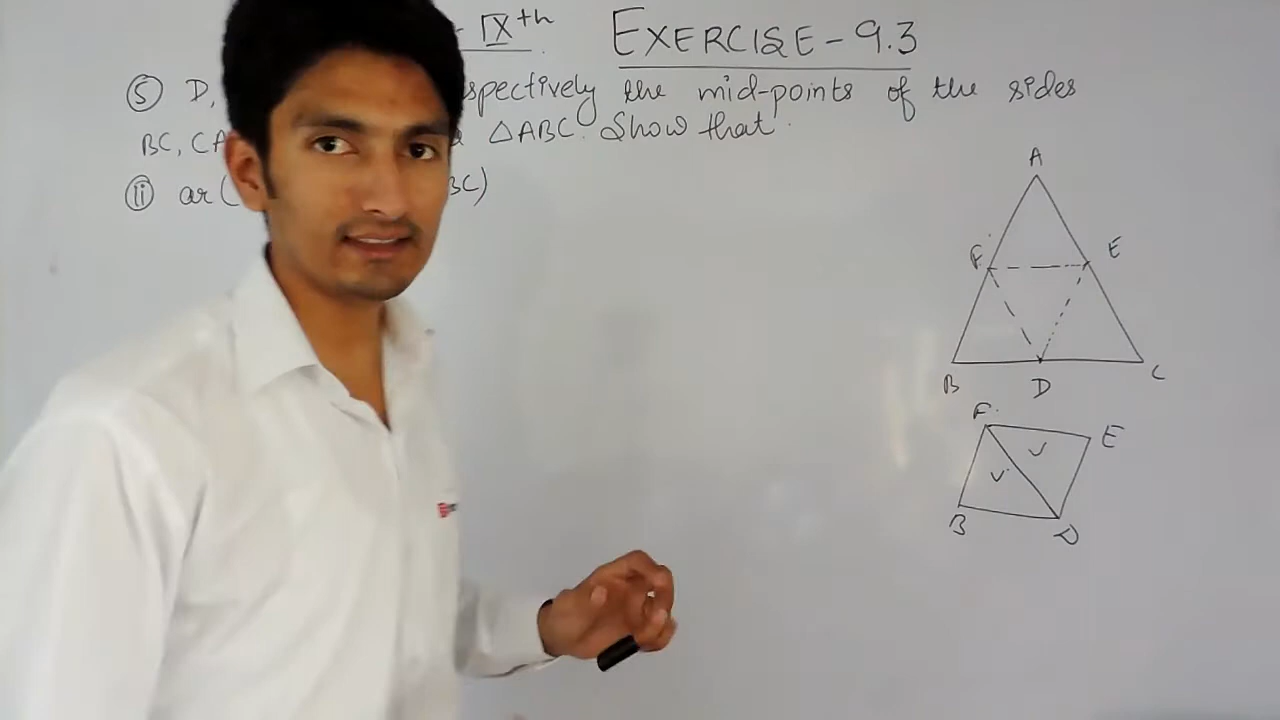 - IXth EXERCISE - 9.3
⑤ D, spectively the mid-points of the sides
BC, CA △ABC. Show that.
ⅱ ar( BC)
A
F E
B D C
F E
B D